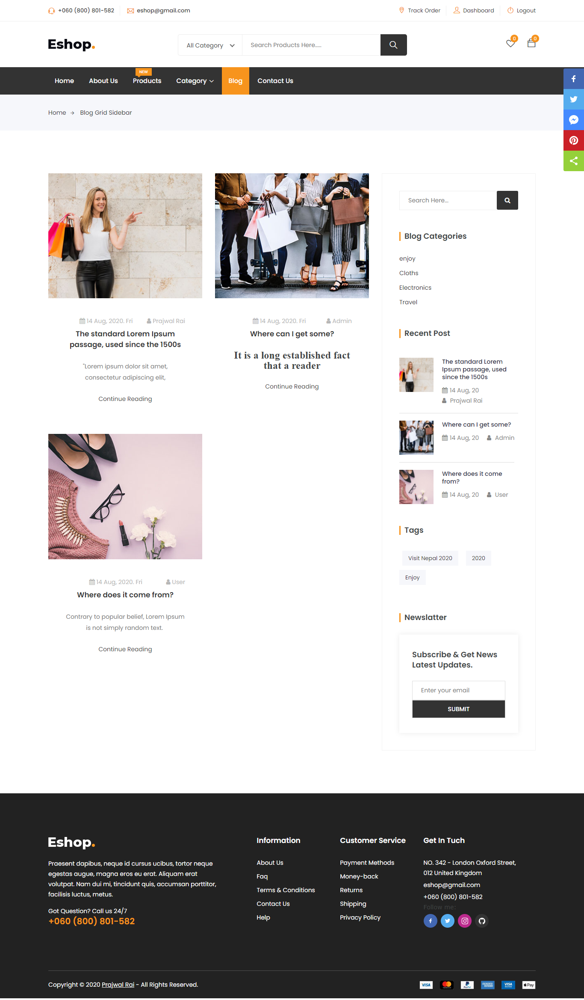 +060 (800) 801-582
eshop@gmail.com
Track Order
Dashboard
Logout
Eshop.
All Category
Search Products Here.....
0
0
Home
About Us
NEW
Products
Category
Blog
Contact Us
Home
Blog Grid Sidebar
14 Aug, 2020. Fri
Prajwal Rai
The standard Lorem Ipsum
passage, used since the 1500s
"Lorem ipsum dolor sit amet,
consectetur adipiscing elit,
Continue Reading
14 Aug, 2020. Fri
Admin
Where can I get some?
It is a long established fact
that a reader
Continue Reading
14 Aug, 2020. Fri
User
Where does it come from?
Contrary to popular belief, Lorem Ipsum
is not simply random text.
Continue Reading
Search Here...
Blog Categories
enjoy
Cloths
Electronics
Travel
Recent Post
The standard Lorem
Ipsum passage, used
since the 1500s
14 Aug, 20
Prajwal Rai
Where can I get some?
14 Aug, 20
Admin
Where does it come
from?
14 Aug, 20
User
Tags
Visit Nepal 2020
2020
Enjoy
Newslatter
Subscribe & Get News
Latest Updates.
Enter your email
SUBMIT
Eshop.
Praesent dapibus, neque id cursus ucibus, tortor neque
egestas augue, magna eros eu erat. Aliquam erat
volutpat. Nam dui mi, tincidunt quis, accumsan porttitor,
facilisis luctus, metus.
Got Question? Call us 24/7
+060 (800) 801-582
Information
About Us
Faq
Terms & Conditions
Contact Us
Help
Customer Service
Payment Methods
Money-back
Returns
Shipping
Privacy Policy
Get In Tuch
NO. 342 - London Oxford Street,
012 United Kingdom
eshop@gmail.com
+060 (800) 801-582
Follow me:
Copyright © 2020 Prajwal Rai - All Rights Reserved.
VISA
PayPal
VISA
Pay